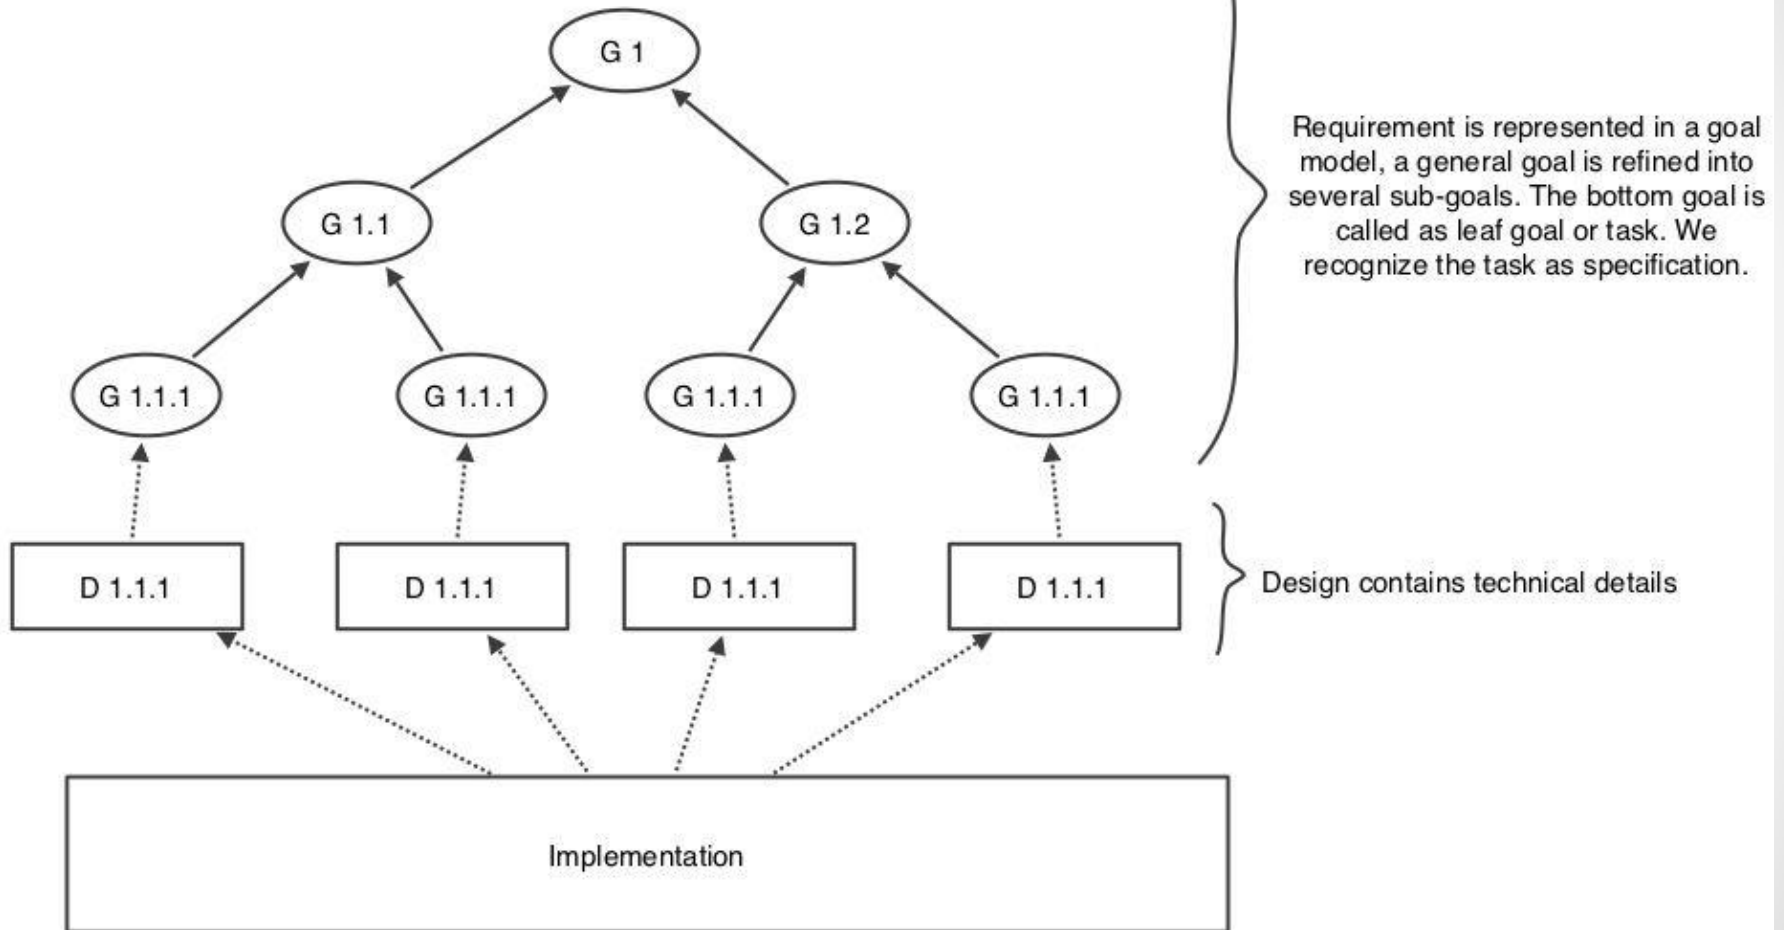 G 1
Requirement is represented in a goal
model, a general goal is refined into
several sub-goals. The bottom goal is
called as leaf goal or task. We
recognize the task as specification.
G 1.1
G 1.2
G 1.1.1
G 1.1.1
G 1.1.1
G 1.1.1
D 1.1.1
D 1.1.1
D 1.1.1
D 1.1.1
Design contains technical details
Implementation